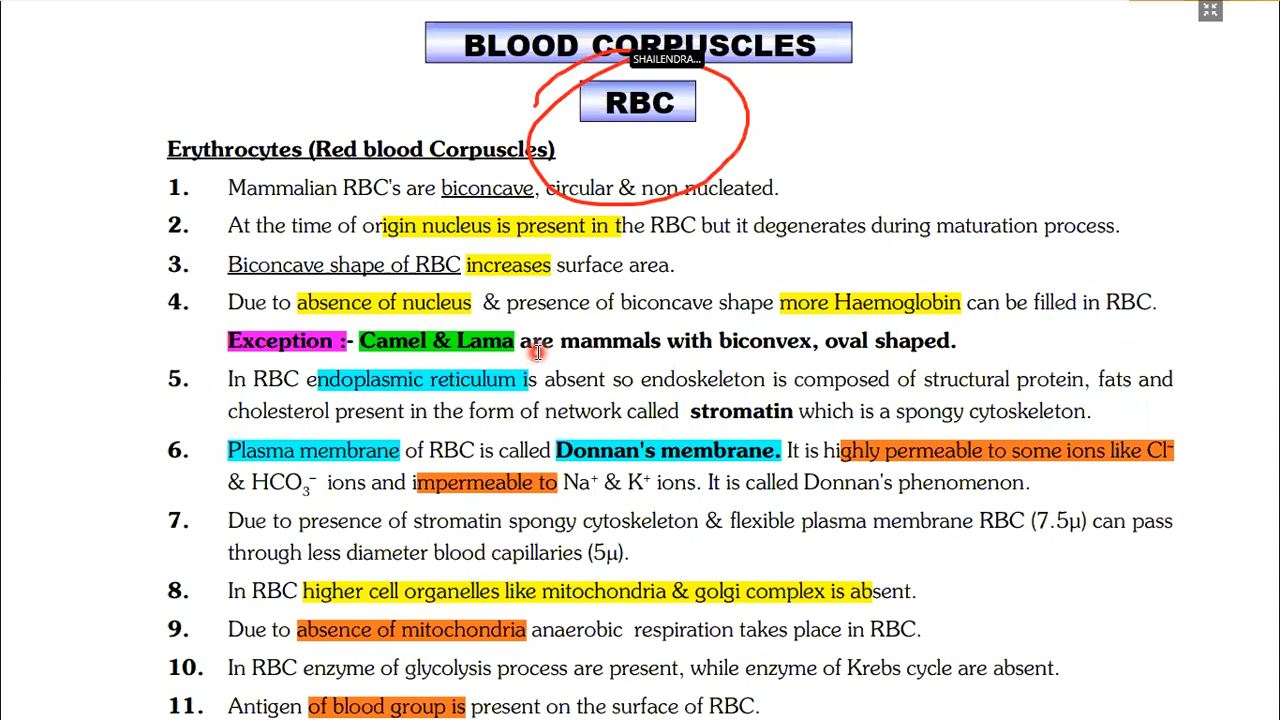 BLOOD CORPUSCLES
SHAILENDRA...
RBC
Erythrocytes (Red blood Corpuscles)
1. Mammalian RBC's are biconcave, circular & non nucleated.
2. At the time of origin nucleus is present in the RBC but it degenerates during maturation process.
3. Biconcave shape of RBC increases surface area.
4. Due to absence of nucleus & presence of biconcave shape more Haemoglobin can be filled in RBC.
Exception :- Camel & Lama are mammals with biconvex, oval shaped.
5. In RBC endoplasmic reticulum is absent so endoskeleton is composed of structural protein, fats and
cholesterol present in the form of network called stromatin which is a spongy cytoskeleton.
6. Plasma membrane of RBC is called Donnan's membrane. It is highly permeable to some ions like Cl⁻
& HCO₃⁻ ions and impermeable to Na⁺ & K⁺ ions. It is called Donnan's phenomenon.
7. Due to presence of stromatin spongy cytoskeleton & flexible plasma membrane RBC (7.5µ) can pass
through less diameter blood capillaries (5µ).
8. In RBC higher cell organelles like mitochondria & golgi complex is absent.
9. Due to absence of mitochondria anaerobic respiration takes place in RBC.
10. In RBC enzyme of glycolysis process are present, while enzyme of Krebs cycle are absent.
11. Antigen of blood group is present on the surface of RBC.